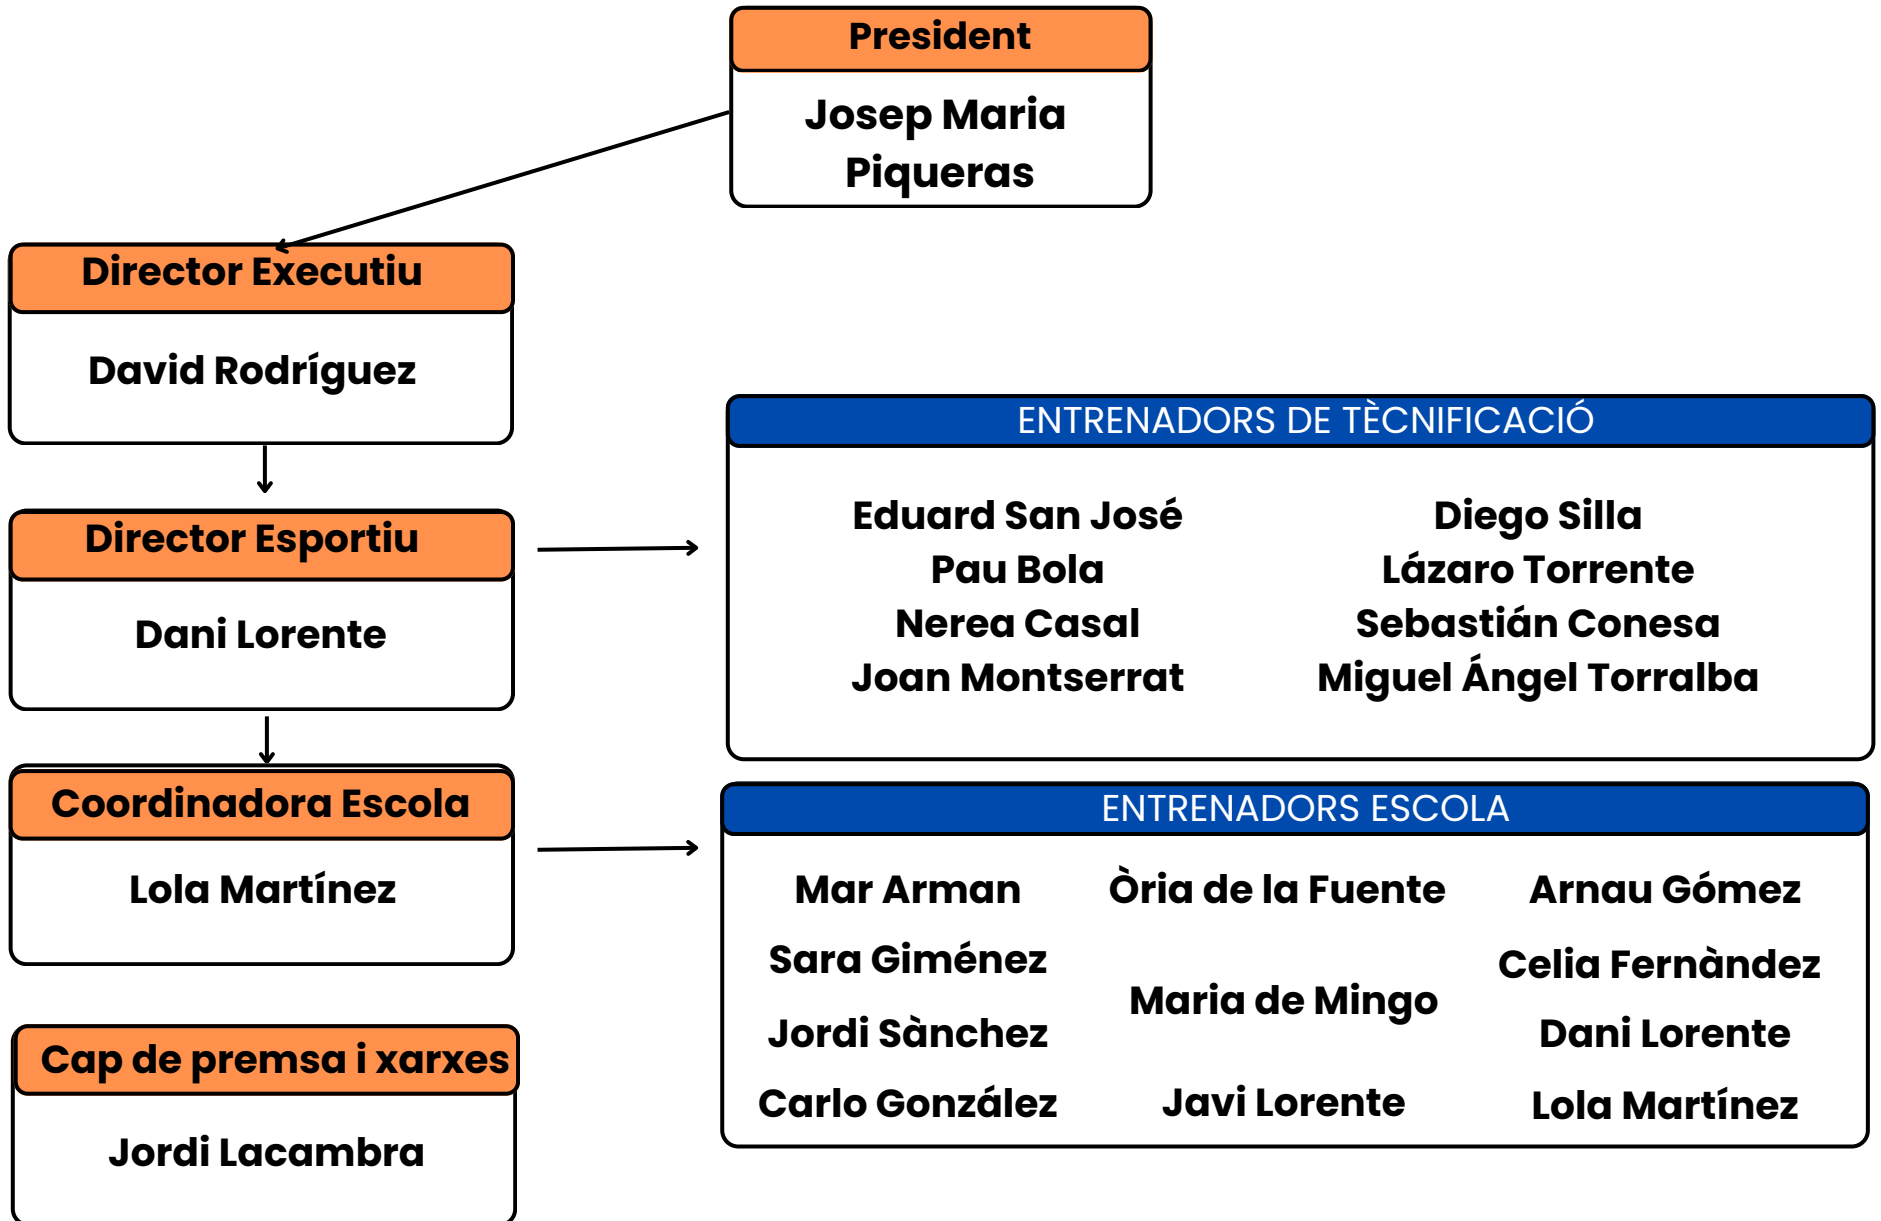 President
Josep Maria
Piqueras
Director Executiu
David Rodríguez
Director Esportiu
Dani Lorente
Coordinadora Escola
Lola Martínez
Cap de premsa i xarxes
Jordi Lacambra
ENTRENADORS DE TÈCNIFICACIÓ
Eduard San José
Pau Bola
Nerea Casal
Joan Montserrat
Diego Silla
Lázaro Torrente
Sebastián Conesa
Miguel Ángel Torralba
ENTRENADORS ESCOLA
Mar Arman
Sara Giménez
Jordi Sànchez
Carlo González
Òria de la Fuente
Maria de Mingo
Javi Lorente
Arnau Gómez
Celia Fernàndez
Dani Lorente
Lola Martínez